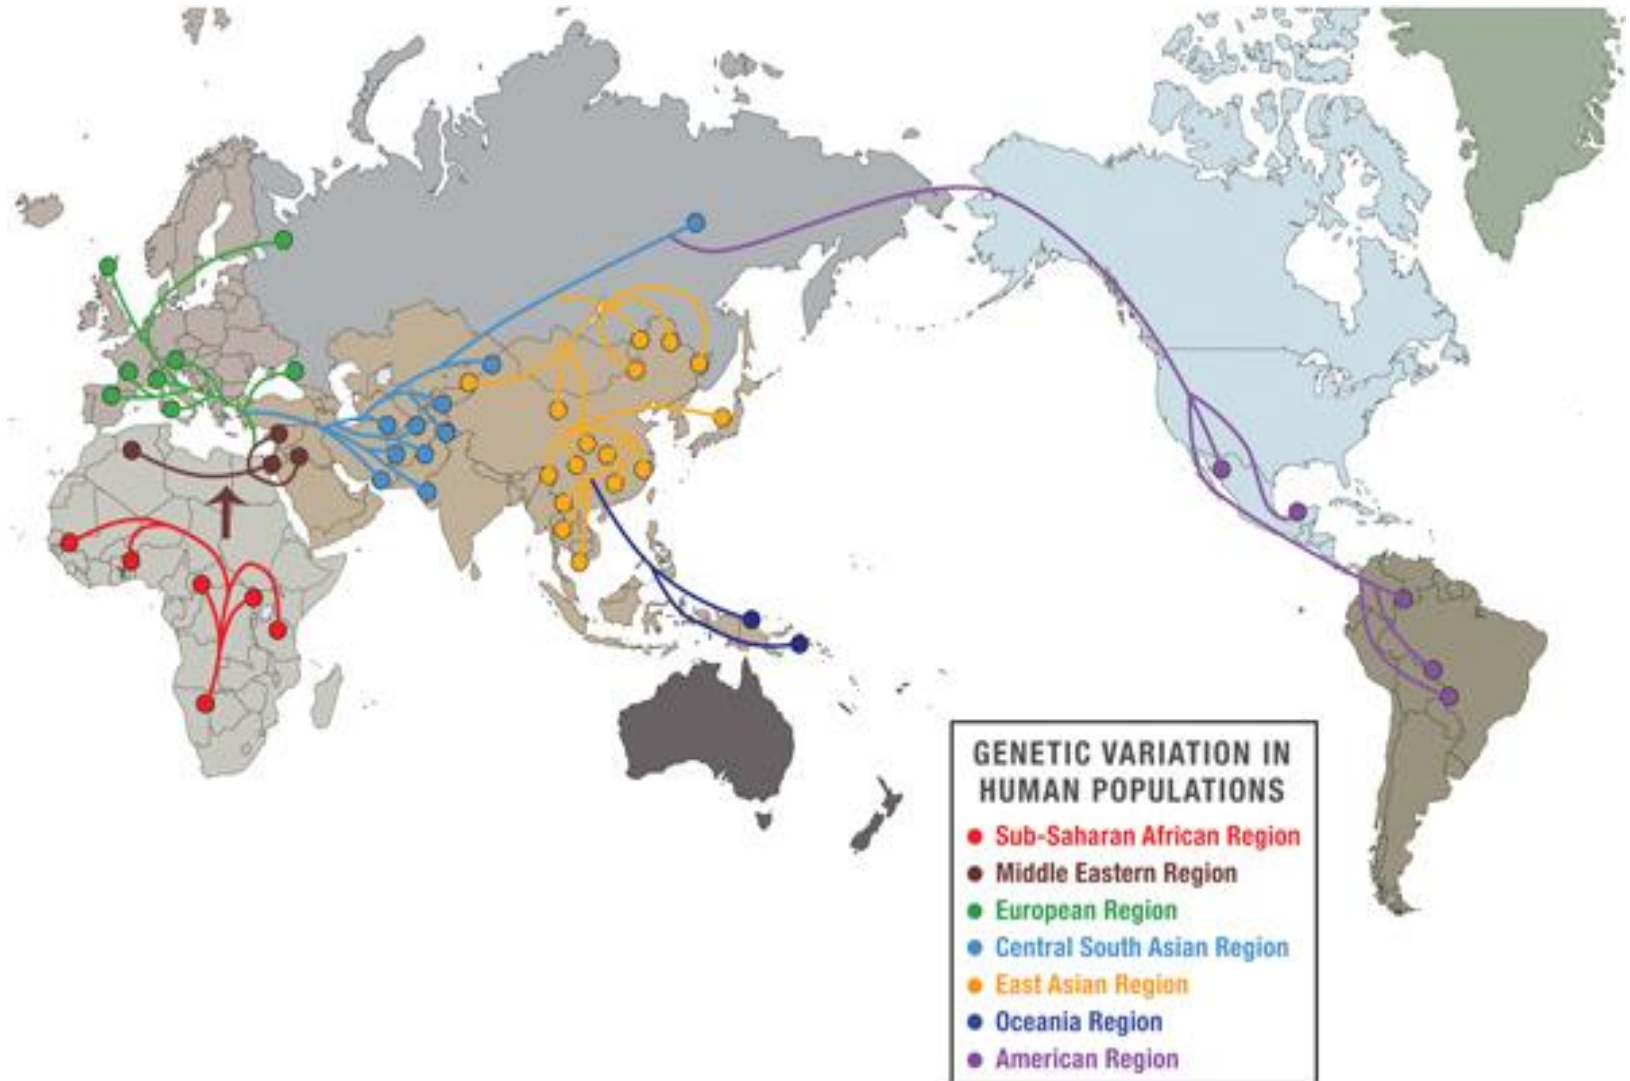 GENETIC VARIATION IN
HUMAN POPULATIONS
Sub-Saharan African Region
Middle Eastern Region
European Region
Central South Asian Region
East Asian Region
Oceania Region
American Region